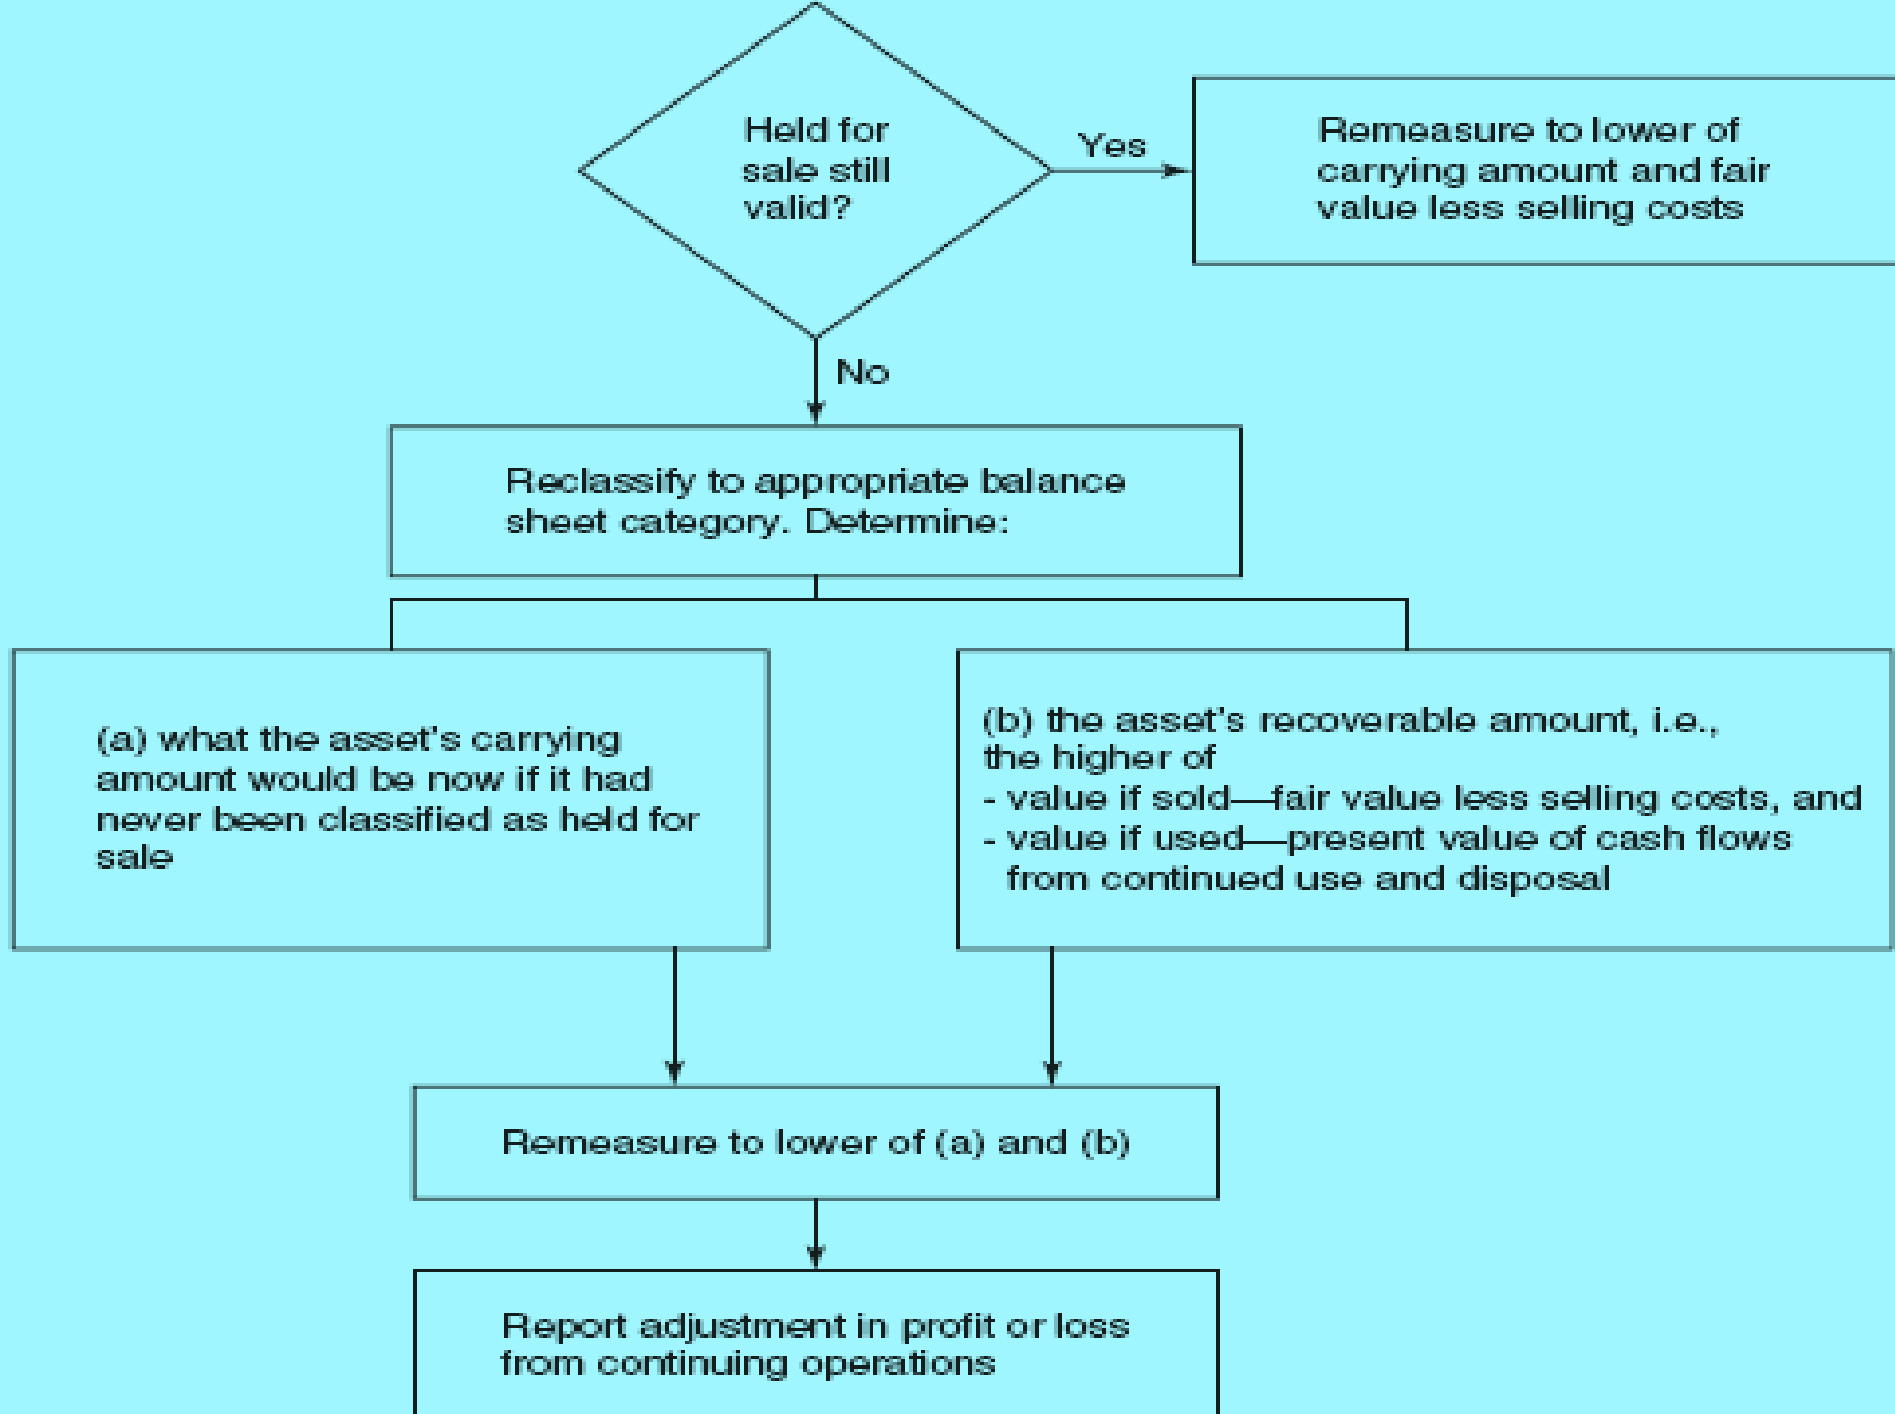 Held for
sale still
valid?
Yes
Remeasure to lower of
carrying amount and fair
value less selling costs
No
Reclassify to appropriate balance
sheet category. Determine:
(a) what the asset's carrying
amount would be now if it had
never been classified as held for
sale
(b) the asset's recoverable amount, i.e.,
the higher of
- value if sold—fair value less selling costs, and
- value if used—present value of cash flows
from continued use and disposal
Remeasure to lower of (a) and (b)
Report adjustment in profit or loss
from continuing operations